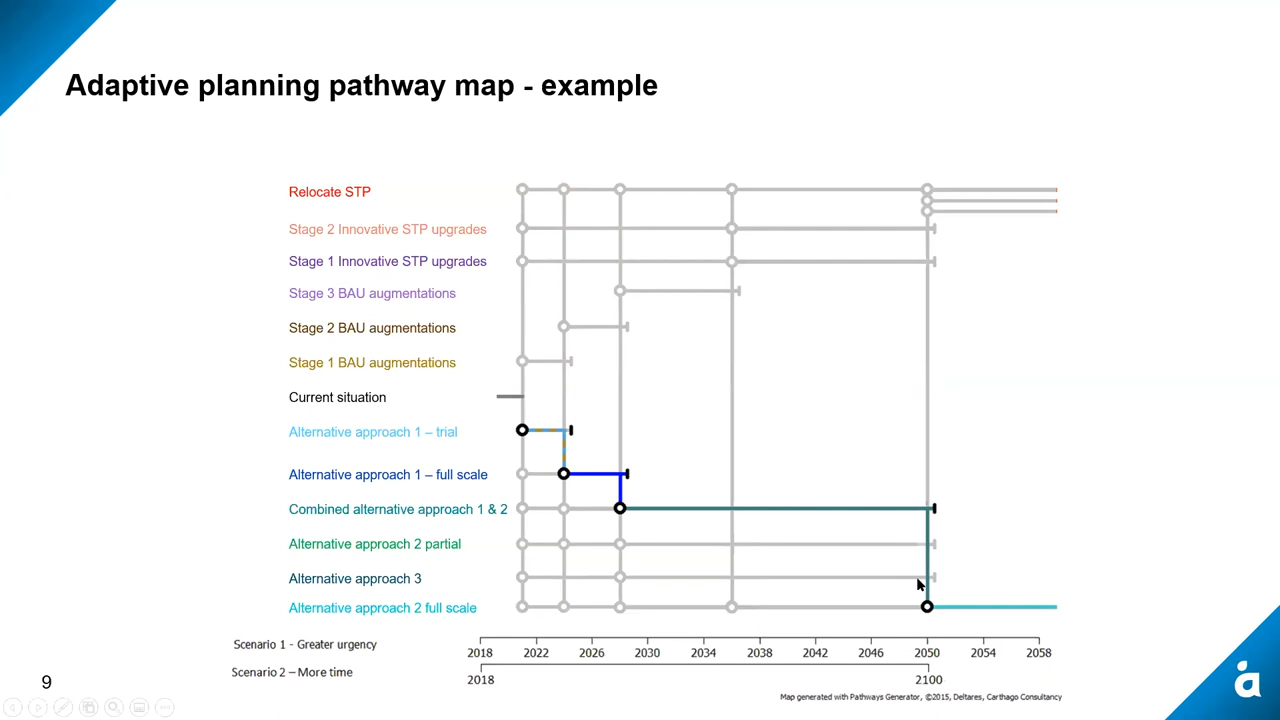 Adaptive planning pathway map - example
Relocate STP
Stage 2 Innovative STP upgrades
Stage 1 Innovative STP upgrades
Stage 3 BAU augmentations
Stage 2 BAU augmentations
Stage 1 BAU augmentations
Current situation
Alternative approach 1 – trial
Alternative approach 1 – full scale
Combined alternative approach 1 & 2
Alternative approach 2 partial
Alternative approach 3
Alternative approach 2 full scale
Scenario 1 - Greater urgency
2018 2022 2026 2030 2034 2038 2042 2046 2050 2054 2058
Scenario 2 – More time
2018 2100
Map generated with Pathways Generator, ©2015, Deltares, Carthago Consultancy
9